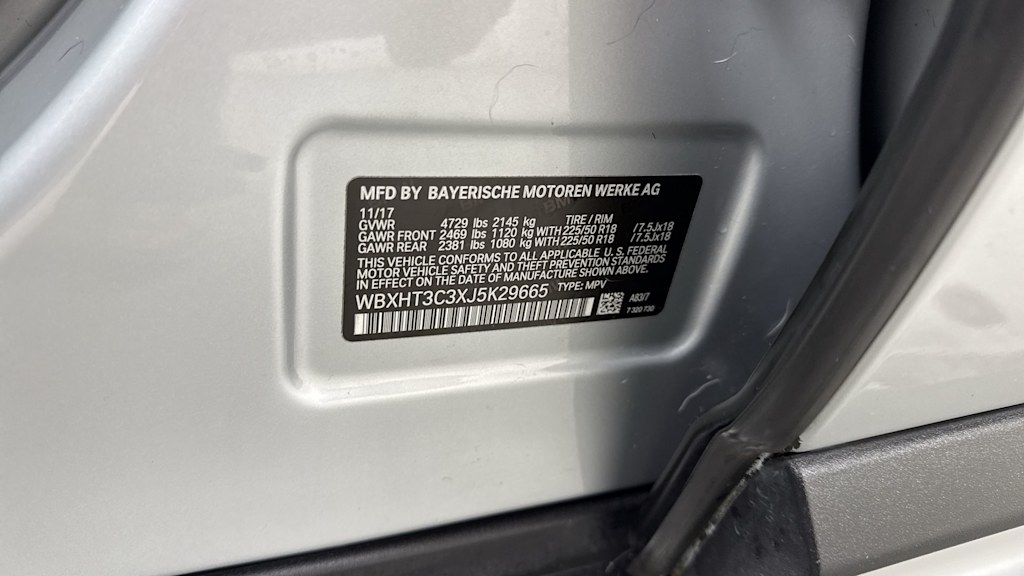 MFD BY BAYERISCHE MOTOREN WERKE AG
11/17
GVWR 4729 lbs 2145 kg TIRE / RIM
GAWR FRONT 2469 lbs 1120 kg WITH 225/50 R18 /7.5Jx18
GAWR REAR 2381 lbs 1080 kg WITH 225/50 R18 /7.5Jx18
THIS VEHICLE CONFORMS TO ALL APPLICABLE U.S. FEDERAL
MOTOR VEHICLE SAFETY AND THEFT PREVENTION STANDARDS
IN EFFECT ON THE DATE OF MANUFACTURE SHOWN ABOVE.
WBXHT3C3XJ5K29665 TYPE: MPV
A83/7
7 320 730